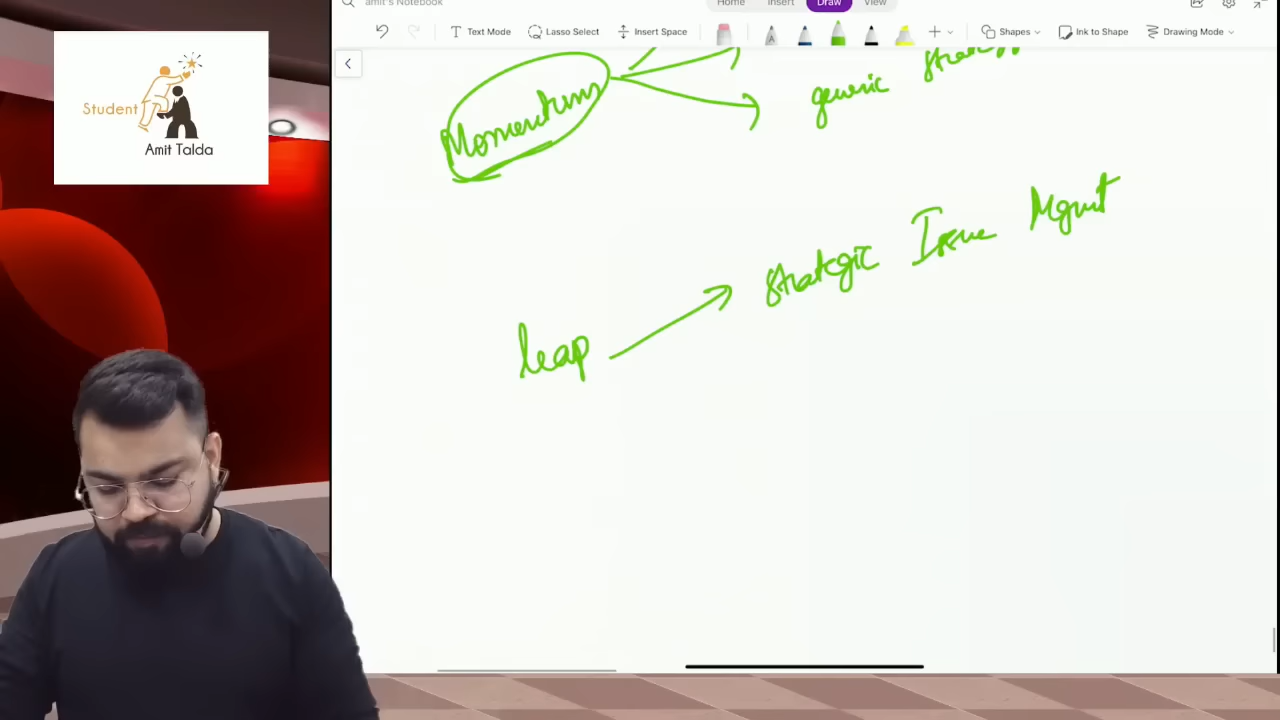 amit's Notebook
Home Insert Draw View
Text Mode Lasso Select Insert Space Shapes Ink to Shape Drawing Mode
Student
Amit Talda
Momentum
generic
Strategic Issue Mgmt
leap